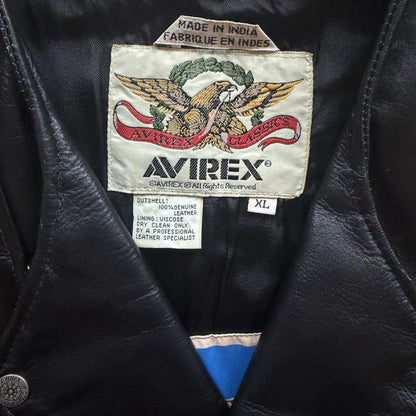 MADE IN INDIA
FABRIQUE EN INDES
AVIREX CLASSICS
AVIREX®
©AVIREX ® All Rights Reserved
OUTSHELL:
100% GENUINE
LEATHER
LINING: VISCOSE
DRY CLEAN ONLY
BY A PROFESSIONAL
LEATHER SPECIALIST
XL